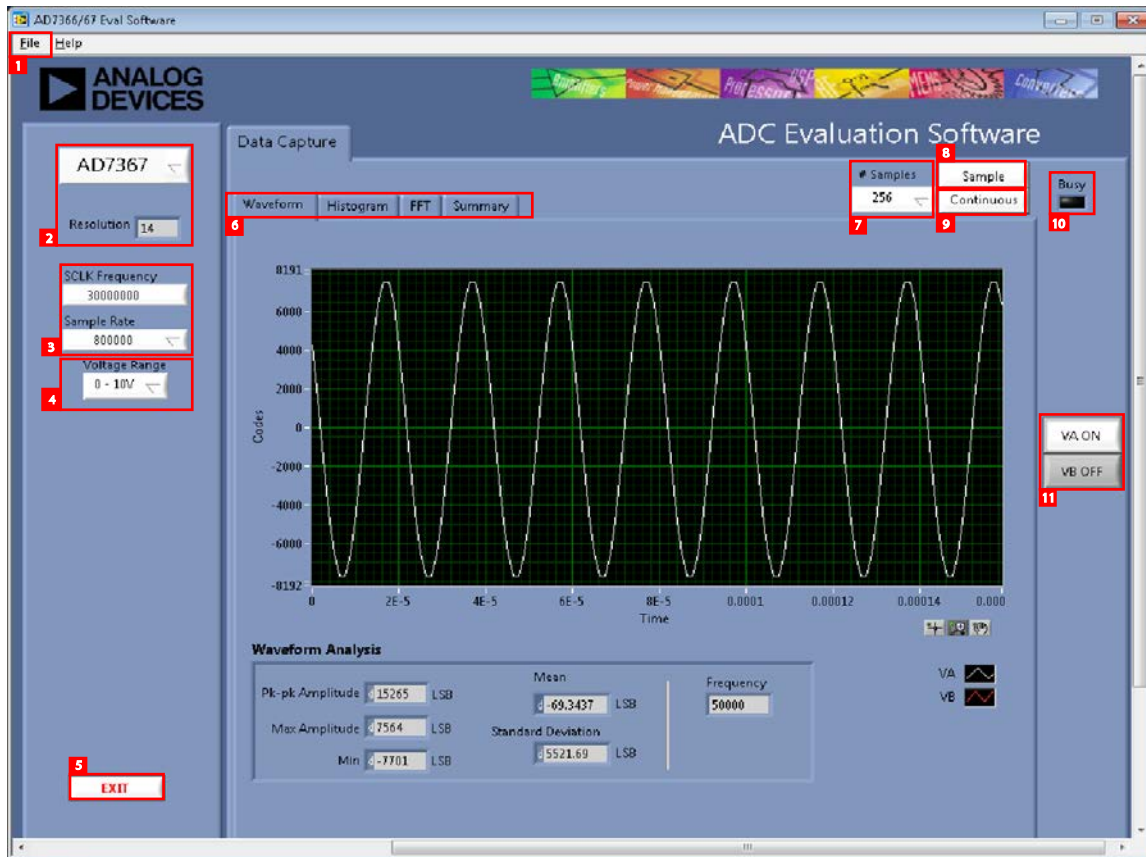 AD7366/67 Eval Software
File Help
1
ANALOG
DEVICES
ADC Evaluation Software
Data Capture
AD7367
Resolution 14
2
SCLK Frequency
30000000
Sample Rate
800000
3
Voltage Range
0 - 10V
4
5
EXIT
Waveform Histogram FFT Summary
6
# Samples
256
7
8
Sample
Continuous
9
Busy
10
8191
6000
4000
2000
0
-2000
-4000
-6000
-8192
Codes
0 2E-5 4E-5 6E-5 8E-5 0.0001 0.00012 0.00014 0.000
Time
VA ON
VB OFF
11
Waveform Analysis
Pk-pk Amplitude 15265 LSB
Max Amplitude 7564 LSB
Min -7701 LSB
Mean
-69.3437 LSB
Standard Deviation
5521.69 LSB
Frequency
50000
VA
VB